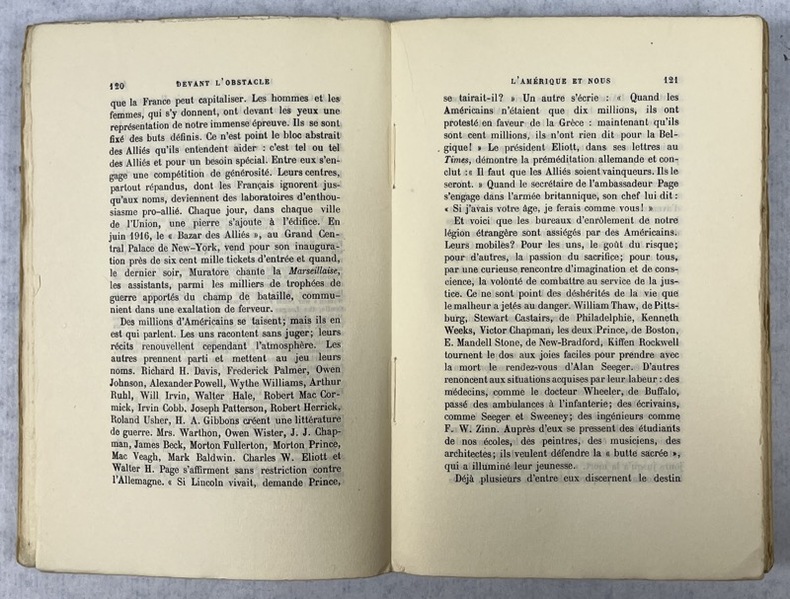 120 DEVANT L'OBSTACLE
que la France peut capitaliser. Les hommes et les
femmes, qui s'y donnent, ont devant les yeux une
représentation de notre immense épreuve. Ils se sont
fixé des buts définis. Ce n'est point le bloc abstrait
des Alliés qu'ils entendent aider : c'est tel ou tel
des Alliés et pour un besoin spécial. Entre eux s'en-
gage une compétition de générosité. Leurs centres,
partout répandus, dont les Français ignorent jus-
qu'aux noms, deviennent des laboratoires d'enthou-
siasme pro-allié. Chaque jour, dans chaque ville
de l'Union, une pierre s'ajoute à l'édifice. En
juin 1916, le « Bazar des Alliés », au Grand Cen-
tral Palace de New-York, vend pour son inaugura-
tion près de six cent mille tickets d'entrée et quand,
le dernier soir, Muratore chante la Marseillaise,
les assistants, parmi les milliers de trophées de
guerre apportés du champ de bataille, commu-
nient dans une exaltation de ferveur.
Des millions d'Américains se taisent; mais ils en
est qui parlent. Les uns racontent sans juger; leurs
récits renouvellent cependant l'atmosphère. Les
autres prennent parti et mettent au jeu leurs
noms. Richard H. Davis, Frederick Palmer, Owen
Johnson, Alexander Powell, Wythe Williams, Arthur
Ruhl, Will Irvin, Walter Hale, Robert Mac Cor-
mick, Irvin Cobb, Joseph Patterson, Robert Herrick,
Roland Usher, H. A. Gibbons créent une littérature
de guerre. Mrs. Warthon, Owen Wister, J. J. Chap-
man, James Beck, Morton Fullerton, Morton Prince,
Mac Veagh, Mark Baldwin, Charles W. Eliott et
Walter H. Page s'affirment sans restriction contre
l'Allemagne. « Si Lincoln vivait, demande Prince,
L'AMÉRIQUE ET NOUS 121
se tairait-il? » Un autre s'écrie : « Quand les
Américains n'étaient que dix millions, ils ont
protesté en faveur de la Grèce : maintenant qu'ils
sont cent millions, ils n'ont rien dit pour la Bel-
gique! » Le président Eliott, dans ses lettres au
Times, démontre la préméditation allemande et con-
clut : « Il faut que les Alliés soient vainqueurs. Ils le
seront. » Quand le secrétaire de l'ambassadeur Page
s'engage dans l'armée britannique, son chef lui dit :
« Si j'avais votre âge, je ferais comme vous! »
Et voici que les bureaux d'enrôlement de notre
légion étrangère sont assiégés par des Américains.
Leurs mobiles? Pour les uns, le goût du risque;
pour d'autres, la passion du sacrifice; pour tous,
par une curieuse rencontre d'imagination et de cons-
cience, la volonté de combattre au service de la jus-
tice. Ce ne sont point des déshérités de la vie que
le malheur a jetés au danger. William Thaw, de Pitts-
burg, Stewart Castairs, de Philadelphie, Kenneth
Weeks, Victor Chapman, les deux Prince, de Boston,
E. Mandell Stone, de New-Bradford, Kiffen Rockwell
tournent le dos aux joies faciles pour prendre avec
la mort le rendez-vous d'Alan Seeger. D'autres
renoncent aux situations acquises par leur labeur : des
médecins, comme le docteur Wheeler, de Buffalo,
passé des ambulances à l'infanterie; des écrivains,
comme Seeger et Sweeney; des ingénieurs comme
F. W. Zinn. Auprès d'eux se pressent des étudiants
de nos écoles, des peintres, des musiciens, des
architectes; ils veulent défendre la « butte sacrée »,
qui a illuminé leur jeunesse.
Déjà plusieurs d'entre eux discernent le destin